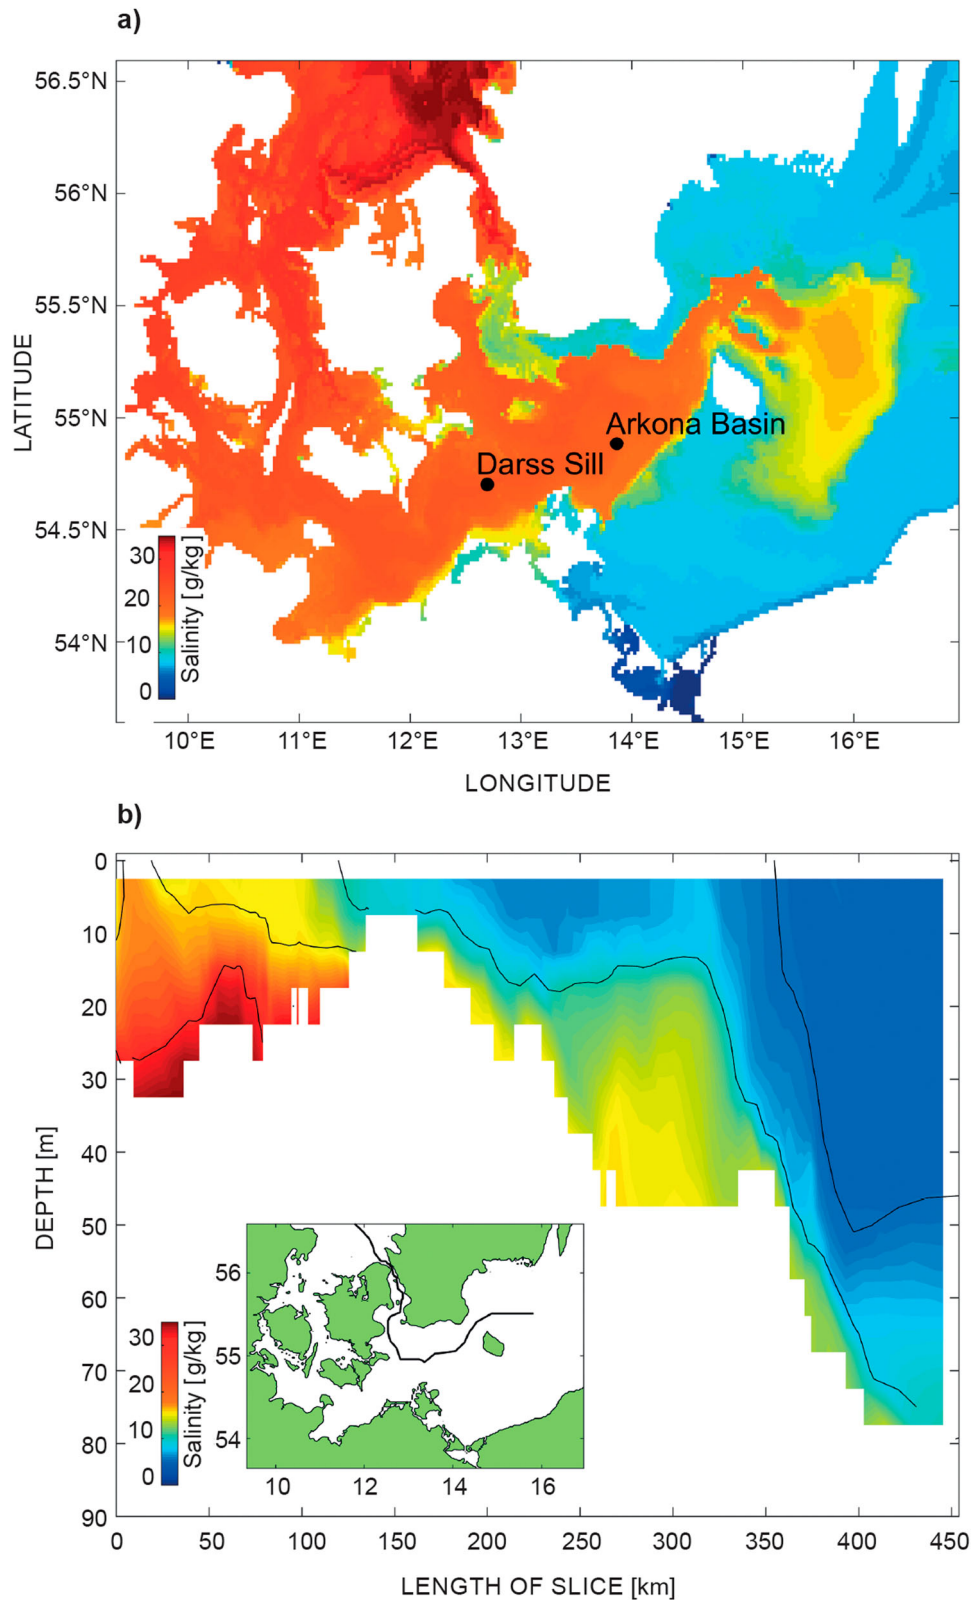 a)
56.5°N
56°N
55.5°N
55°N
54.5°N
54°N
LATITUDE
Arkona Basin
Darss Sill
30
20
10
0
Salinity [g/kg]
10°E 11°E 12°E 13°E 14°E 15°E 16°E
LONGITUDE
b)
0
10
20
30
40
50
60
70
80
90
DEPTH [m]
30
20
10
0
Salinity [g/kg]
56
55
54
10 12 14 16
0 50 100 150 200 250 300 350 400 450
LENGTH OF SLICE [km]